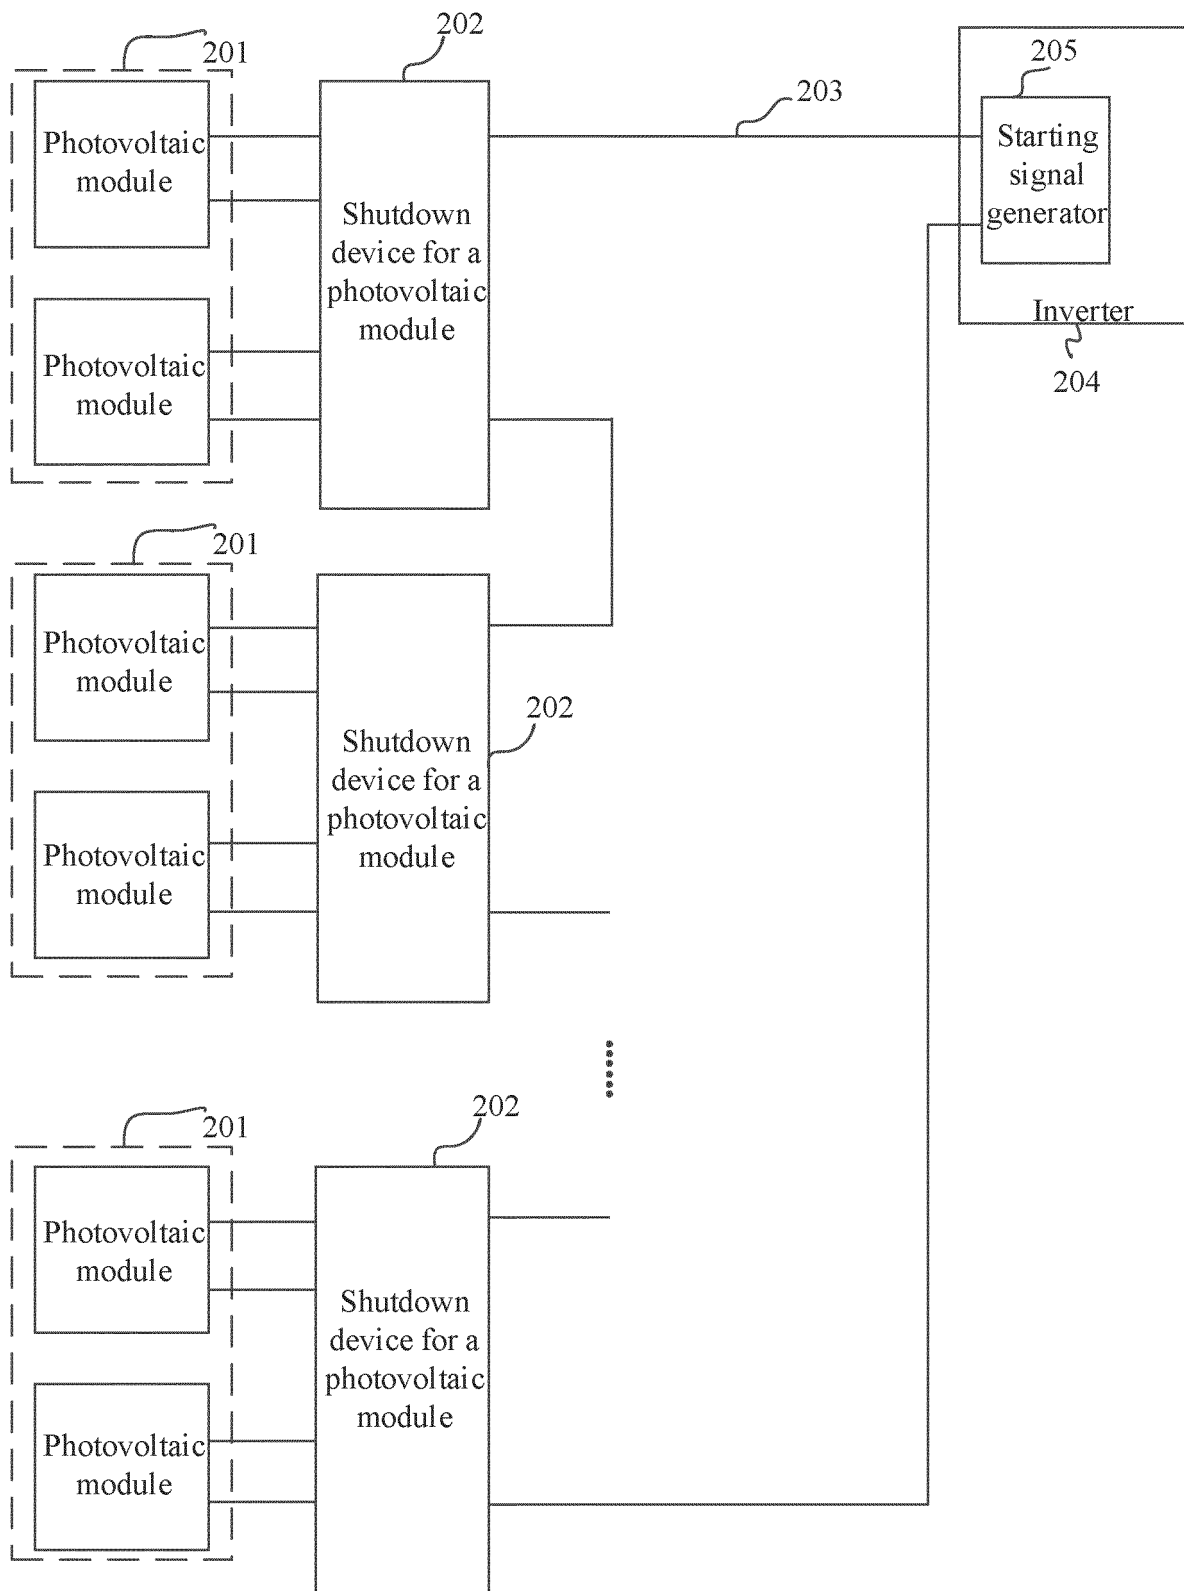 202
201
205
203
Photovoltaic
module
Starting
signal
generator
Shutdown
device for a
photovoltaic
module
Inverter
204
Photovoltaic
module
201
Photovoltaic
module
202
Shutdown
device for a
photovoltaic
module
Photovoltaic
module
202
201
Photovoltaic
module
Shutdown
device for a
photovoltaic
module
Photovoltaic
module